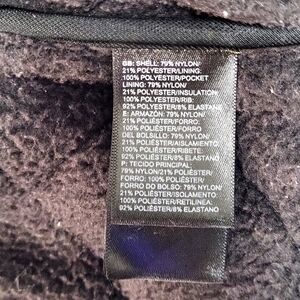 GB: SHELL: 79% NYLON/
21% POLYESTER/LINING:
100% POLYESTER/POCKET
LINING: 79% NYLON/
21% POLYESTER/INSULATION:
100% POLYESTER/RIB:
92% POLYESTER/8% ELASTANE
E: ARMAZÓN: 79% NYLON/
21% POLIÉSTER/FORRO:
100% POLIÉSTER/FORRO
DEL BOLSILLO: 79% NYLON/
21% POLIÉSTER/AISLAMIENTO:
100% POLIÉSTER/RIBETE:
92% POLIÉSTER/8% ELASTANO
P: TECIDO PRINCIPAL:
79% NYLON/21% POLIÉSTER/
FORRO: 100% POLIÉSTER/
FORRO DO BOLSO: 79% NYLON/
21% POLIÉSTER/ISOLAMENTO:
100% POLIÉSTER/RETILÍNEA:
92% POLIÉSTER/8% ELASTANO